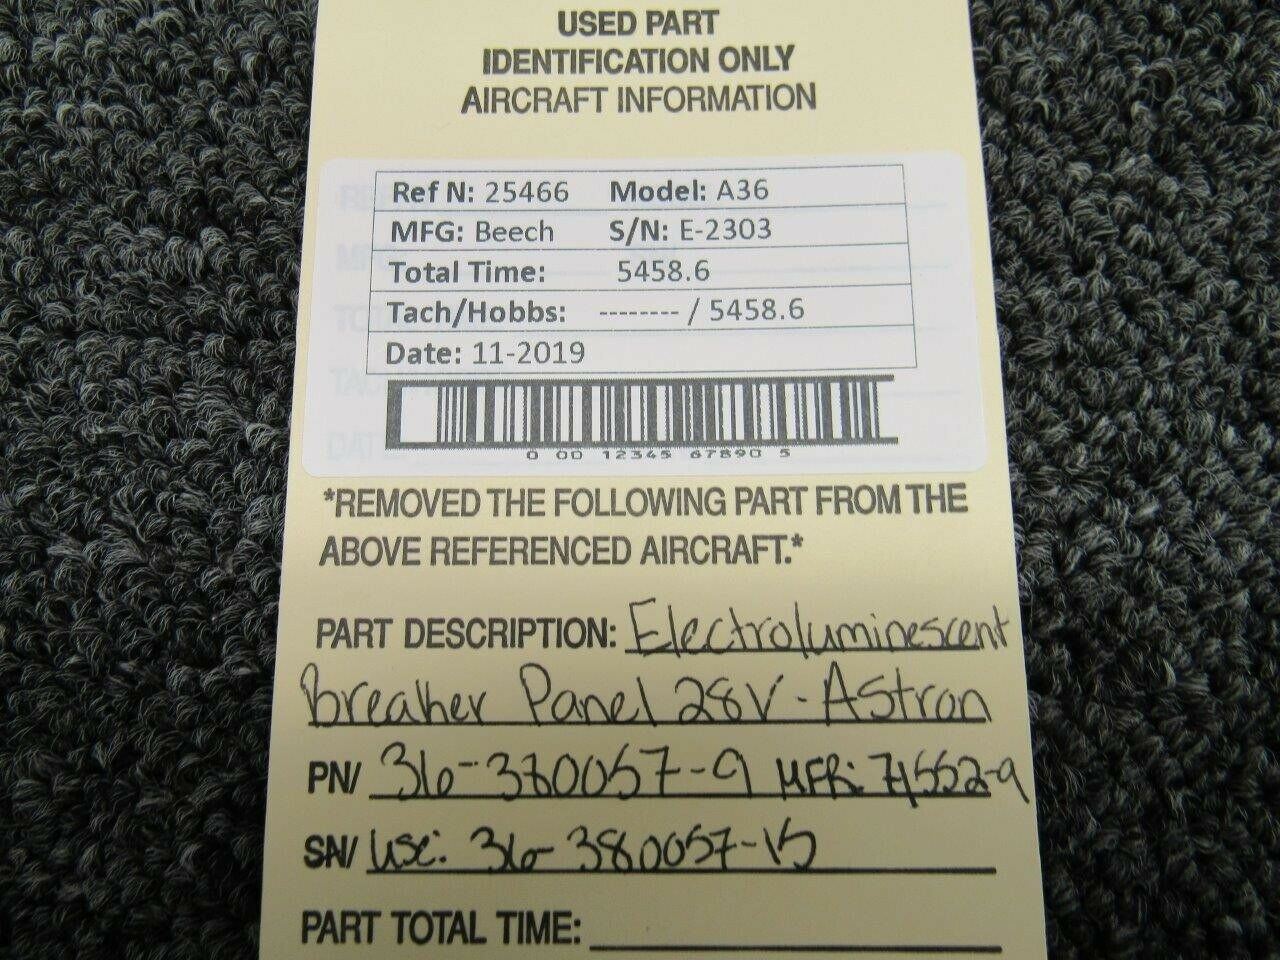 USED PART
IDENTIFICATION ONLY
AIRCRAFT INFORMATION
Ref N: 25466 Model: A36
MFG: Beech S/N: E-2303
Total Time: 5458.6
Tach/Hobbs: -------- / 5458.6
Date: 11-2019
0 00 12345 67890 5
*REMOVED THE FOLLOWING PART FROM THE
ABOVE REFERENCED AIRCRAFT.*
PART DESCRIPTION: Electroluminescent
Breaker Panel 28V - Astron
PN/ 36-380057-9 MFR: 71552-9
SN/ use: 36-380057-15
PART TOTAL TIME: